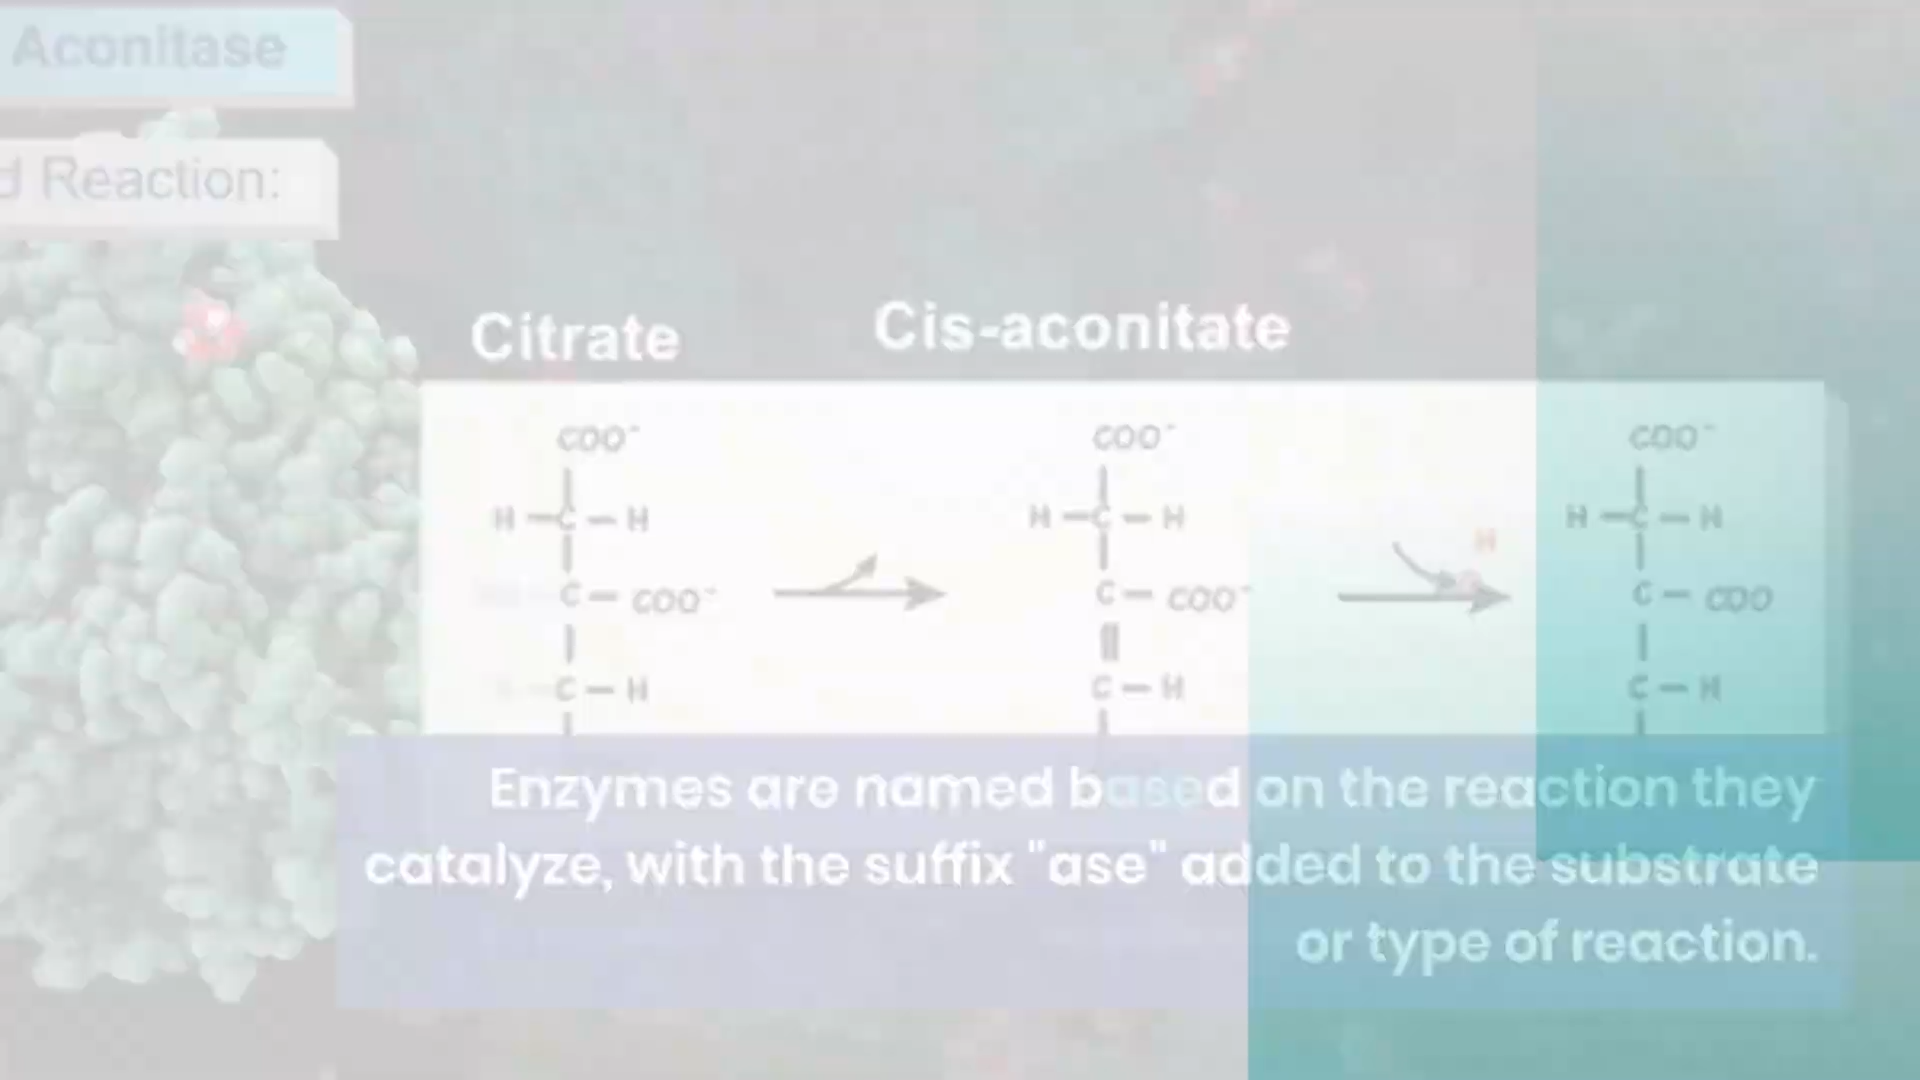 Aconitase
d Reaction:
Citrate
Cis-aconitate
COO⁻
COO⁻
COO⁻
H – C – H
H – C – H
H
H – C – H
C – COO⁻
C – COO⁻
C – COO
C – H
C – H
C – H
Enzymes are named based on the reaction they
catalyze, with the suffix "ase" added to the substrate
or type of reaction.